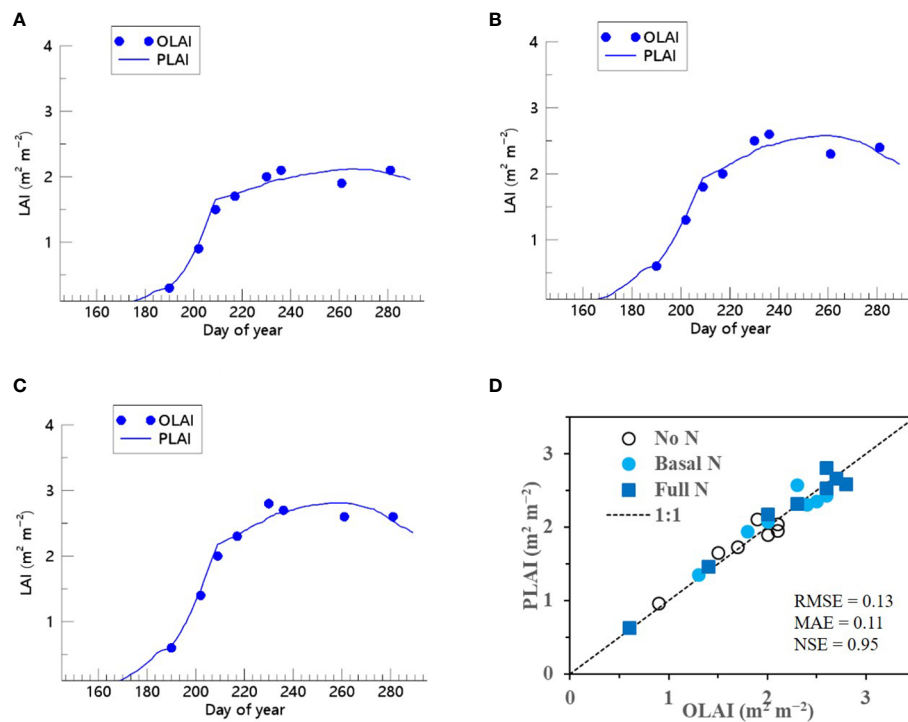 A
OLAI
PLAI
4
3
2
1
LAI (m² m⁻²)
160 180 200 220 240 260 280
Day of year
B
OLAI
PLAI
4
3
2
1
LAI (m² m⁻²)
160 180 200 220 240 260 280
Day of year
C
OLAI
PLAI
4
3
2
1
LAI (m² m⁻²)
160 180 200 220 240 260 280
Day of year
D
No N
Basal N
Full N
1:1
3
2
1
0
PLAI (m² m⁻²)
RMSE = 0.13
MAE = 0.11
NSE = 0.95
0 1 2 3
OLAI (m² m⁻²)